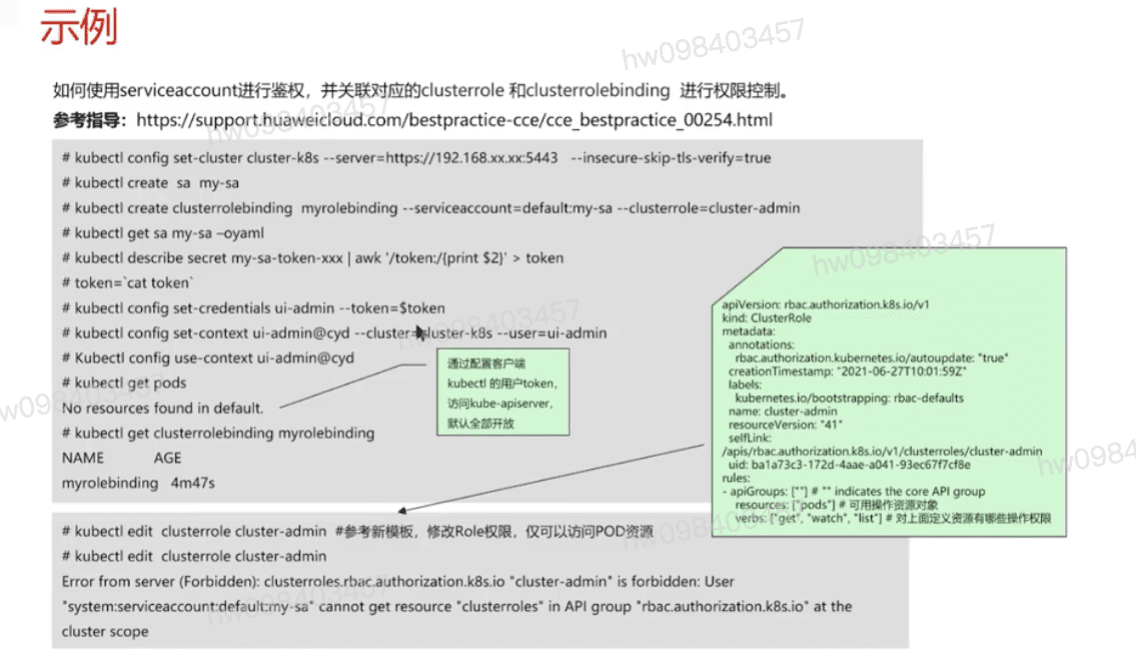 示例
如何使用serviceaccount进行鉴权，并关联对应的clusterrole 和clusterrolebinding 进行权限控制。
参考指导：https://support.huaweicloud.com/bestpractice-cce/cce_bestpractice_00254.html
# kubectl config set-cluster cluster-k8s --server=https://192.168.xx.xx:5443 --insecure-skip-tls-verify=true
# kubectl create sa my-sa
# kubectl create clusterrolebinding myrolebinding --serviceaccount=default:my-sa --clusterrole=cluster-admin
# kubectl get sa my-sa –oyaml
# kubectl describe secret my-sa-token-xxx | awk '/token:/{print $2}' > token
# token=`cat token`
# kubectl config set-credentials ui-admin --token=$token
# kubectl config set-context ui-admin@cyd --cluster=cluster-k8s --user=ui-admin
# Kubectl config use-context ui-admin@cyd
# kubectl get pods
No resources found in default.
# kubectl get clusterrolebinding myrolebinding
NAME AGE
myrolebinding 4m47s
通过配置客户端
kubectl 的用户token，
访问kube-apiserver，
默认全部开放
apiVersion: rbac.authorization.k8s.io/v1
kind: ClusterRole
metadata:
annotations:
rbac.authorization.kubernetes.io/autoupdate: "true"
creationTimestamp: "2021-06-27T10:01:59Z"
labels:
kubernetes.io/bootstrapping: rbac-defaults
name: cluster-admin
resourceVersion: "41"
selfLink:
/apis/rbac.authorization.k8s.io/v1/clusterroles/cluster-admin
uid: ba1a73c3-172d-4aae-a041-93ec67f7cf8e
rules:
- apiGroups: [""] # "" indicates the core API group
resources: ["pods"] # 可用操作资源对象
verbs: ["get", "watch", "list"] # 对上面定义资源有哪些操作权限
# kubectl edit clusterrole cluster-admin #参考新模板，修改Role权限，仅可以访问POD资源
# kubectl edit clusterrole cluster-admin
Error from server (Forbidden): clusterroles.rbac.authorization.k8s.io "cluster-admin" is forbidden: User
"system:serviceaccount:default:my-sa" cannot get resource "clusterroles" in API group "rbac.authorization.k8s.io" at the
cluster scope
hw098403457
hw098403457
hw098403457
hw098403457
hw098403457
hw098403457
hw098403457
hw0984